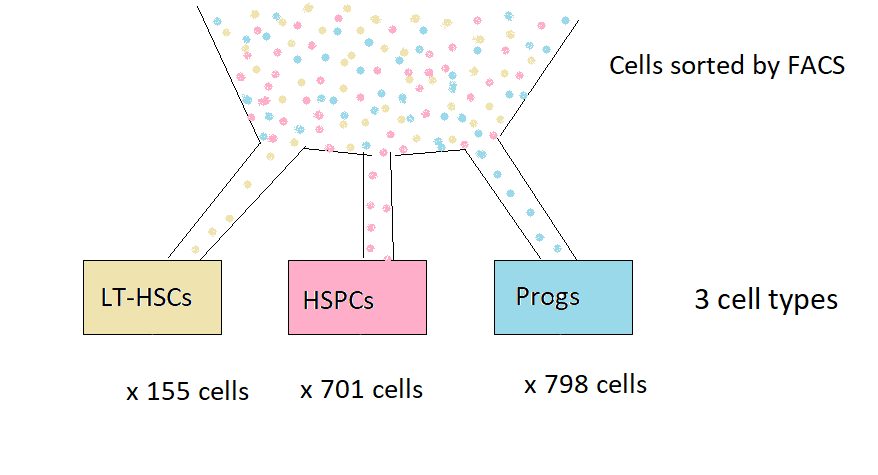 Cells sorted by FACS
LT-HSCs
HSPCs
Progs
3 cell types
x 155 cells
x 701 cells
x 798 cells